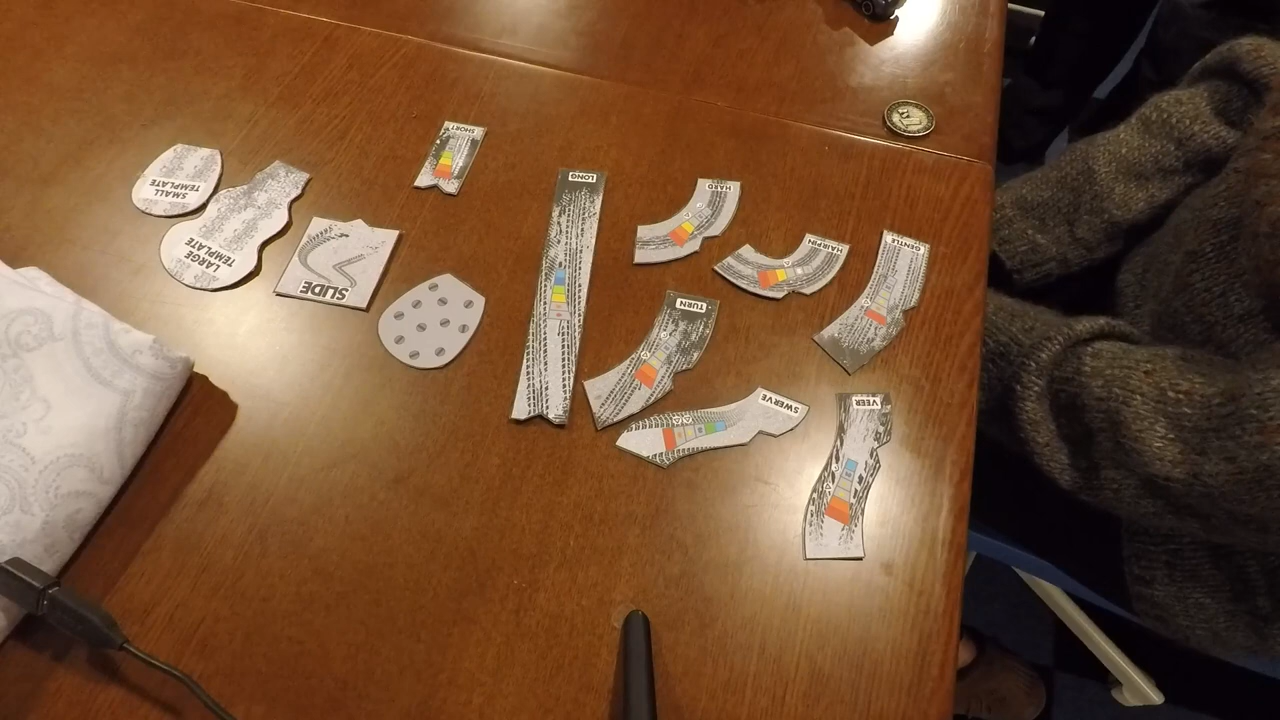 SHORT
SMALL
TEMPLATE
LARGE
TEMPLATE
SLIDE
LONG
HARD
HAIRPIN
GENTLE
TURN
SWERVE
VEER